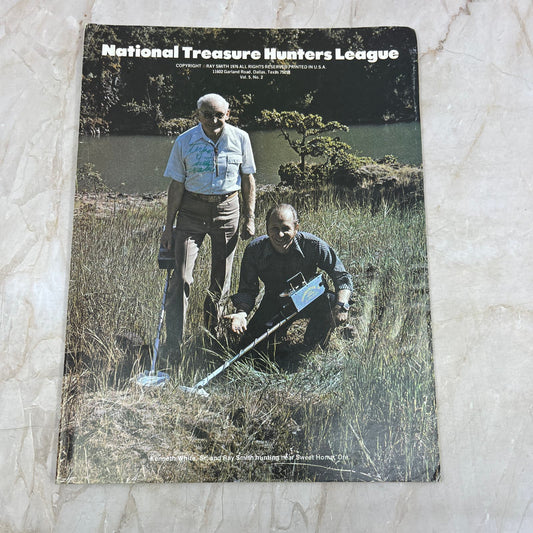 National Treasure Hunters League
COPYRIGHT © RAY SMITH 1976 ALL RIGHTS RESERVED PRINTED IN U.S.A.
11602 Garland Road, Dallas, Texas 75218
Vol. 5, No. 2
Kenneth White, Sr. and Ray Smith hunting near Sweet Home, Ore.